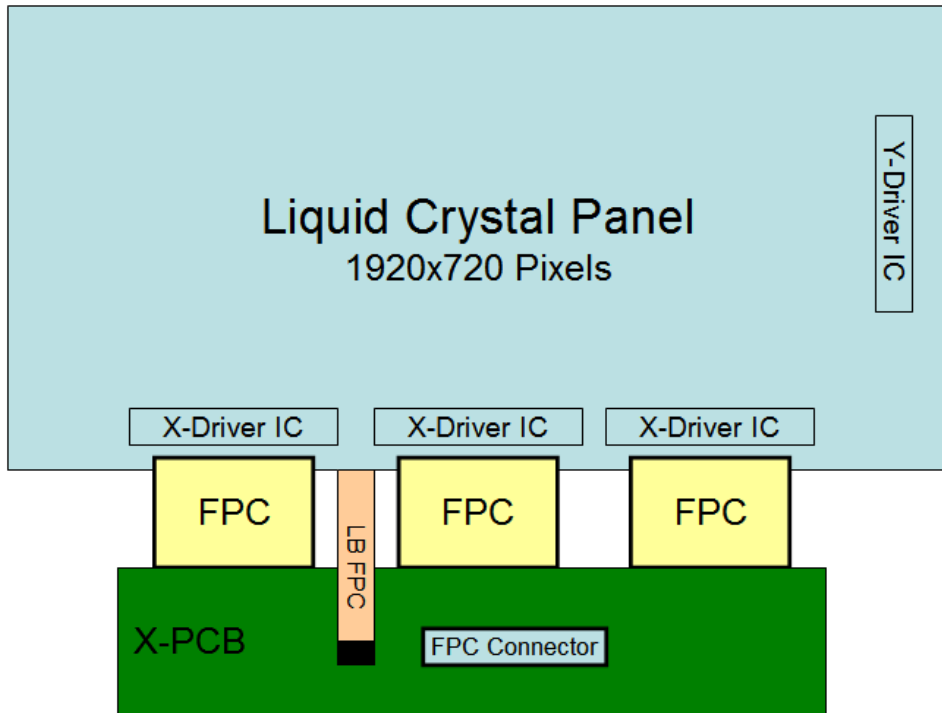 Liquid Crystal Panel
1920x720 Pixels
Y-Driver IC
X-Driver IC
X-Driver IC
X-Driver IC
FPC
FPC
FPC
LB FPC
X-PCB
FPC Connector